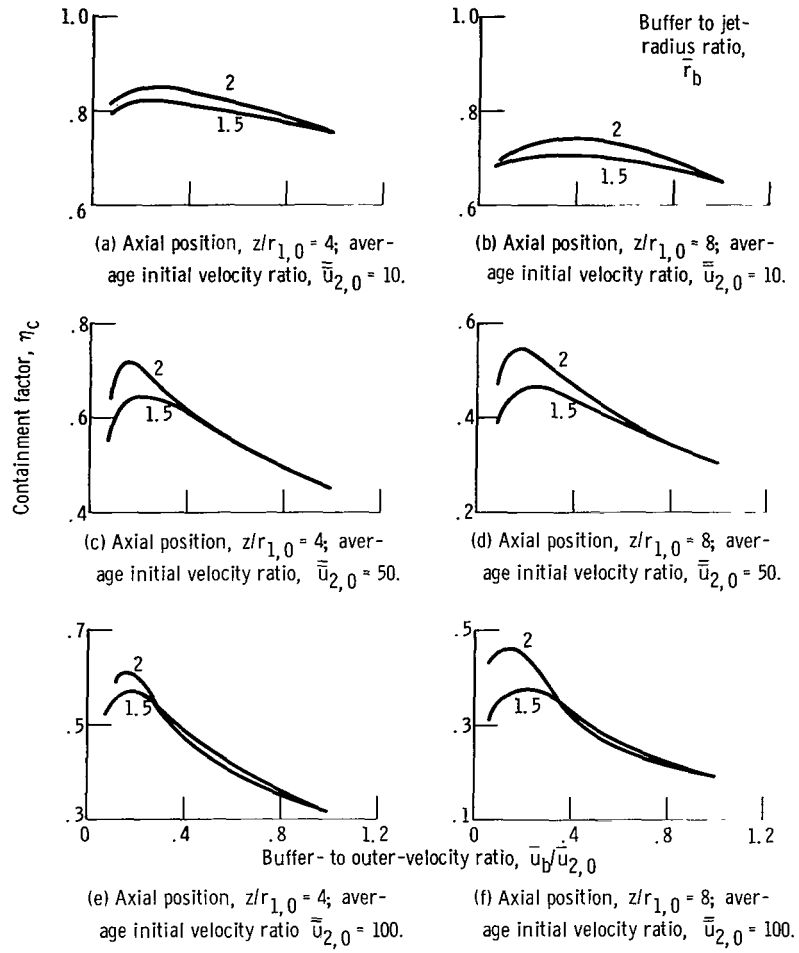 1.0
.8
.6
2
1.5
(a) Axial position, z/r1,0 = 4; aver-
age initial velocity ratio, u̿2,0 = 10.
1.0
.8
.6
Buffer to jet-
radius ratio,
r̄b
2
1.5
(b) Axial position, z/r1,0 = 8; aver-
age initial velocity ratio, u̿2,0 = 10.
Containment factor, ηc
.8
.6
.4
2
1.5
(c) Axial position, z/r1,0 = 4; aver-
age initial velocity ratio, u̿2,0 = 50.
.6
.4
.2
2
1.5
(d) Axial position, z/r1,0 = 8; aver-
age initial velocity ratio, u̿2,0 = 50.
.7
.5
.3
2
1.5
0 .4 .8 1.2
.5
.3
.1
2
1.5
0 .4 .8 1.2
Buffer- to outer-velocity ratio, ūb/ū2,0
(e) Axial position, z/r1,0 = 4; aver-
age initial velocity ratio u̿2,0 = 100.
(f) Axial position, z/r1,0 = 8; aver-
age initial velocity ratio, u̿2,0 = 100.